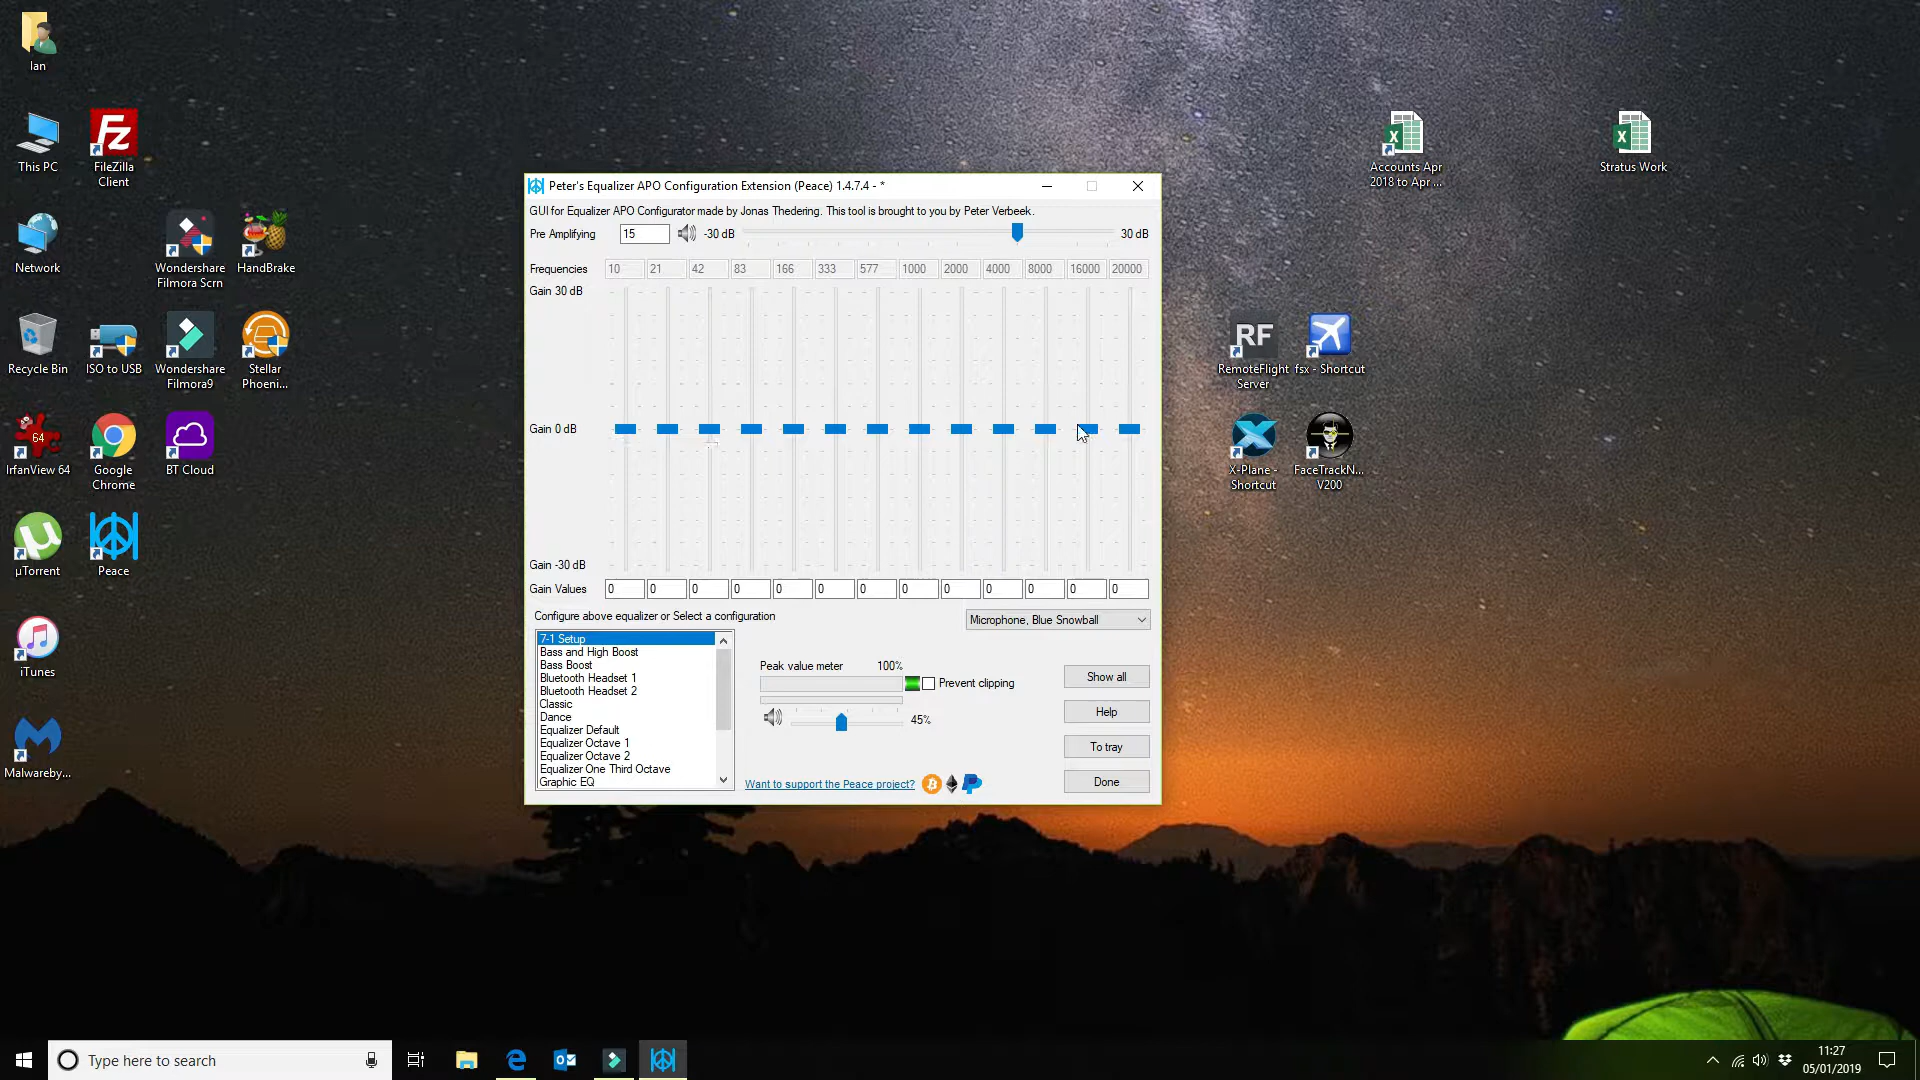 Ian
This PC
FileZilla
Client
Network
Wondershare
Filmora Scrn
HandBrake
Recycle Bin
ISO to USB
Wondershare
Filmora9
Stellar
Phoeni...
64
IrfanView 64
Google
Chrome
BT Cloud
µTorrent
Peace
iTunes
Malwareby...
Peter's Equalizer APO Configuration Extension (Peace) 1.4.7.4 - *
GUI for Equalizer APO Configurator made by Jonas Thedering. This tool is brought to you by Peter Verbeek.
Pre Amplifying 15 -30 dB 30 dB
Frequencies 10 21 42 83 166 333 577 1000 2000 4000 8000 16000 20000
Gain 30 dB
Gain 0 dB
Gain -30 dB
Gain Values 0 0 0 0 0 0 0 0 0 0 0 0 0
Configure above equalizer or Select a configuration
Microphone, Blue Snowball
7-1 Setup
Bass and High Boost
Bass Boost
Bluetooth Headset 1
Bluetooth Headset 2
Classic
Dance
Equalizer Default
Equalizer Octave 1
Equalizer Octave 2
Equalizer One Third Octave
Graphic EQ
Peak value meter 100%
Prevent clipping
45%
Want to support the Peace project?
Show all
Help
To tray
Done
Accounts Apr
2018 to Apr ...
Stratus Work
RF
RemoteFlight
Server
fsx - Shortcut
X-Plane -
Shortcut
FaceTrackN...
V200
Type here to search
11:27
05/01/2019